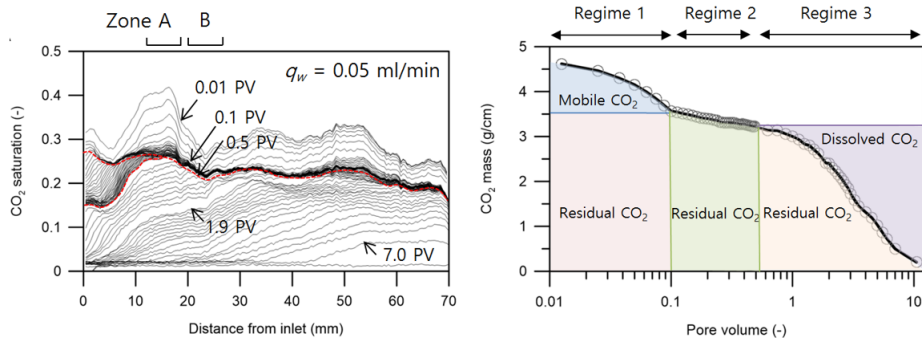 Zone A B
0.5
0.4
0.3
0.2
0.1
0
CO₂ saturation (-)
q_w = 0.05 ml/min
0.01 PV
0.1 PV
0.5 PV
1.9 PV
7.0 PV
0 10 20 30 40 50 60 70
Distance from inlet (mm)
Regime 1 Regime 2 Regime 3
5
4
3
2
1
0
CO₂ mass (g/cm)
Mobile CO₂
Dissolved CO₂
Residual CO₂ Residual CO₂ Residual CO₂
0.01 0.1 1 10
Pore volume (-)